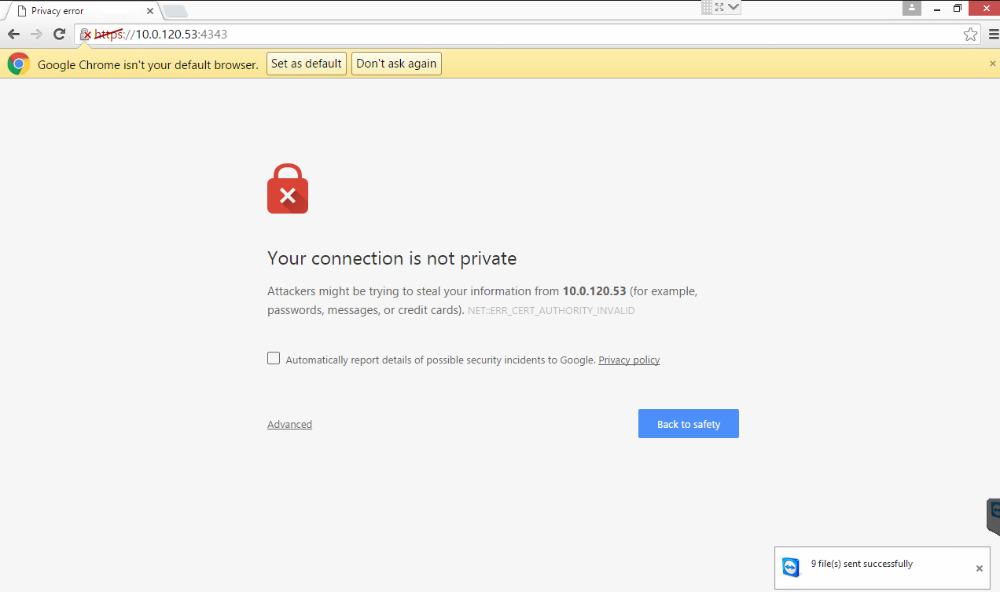 Privacy error
https://10.0.120.53:4343
Google Chrome isn't your default browser. Set as default Don't ask again
Your connection is not private
Attackers might be trying to steal your information from 10.0.120.53 (for example,
passwords, messages, or credit cards). NET::ERR_CERT_AUTHORITY_INVALID
Automatically report details of possible security incidents to Google. Privacy policy
Advanced Back to safety
9 file(s) sent successfully